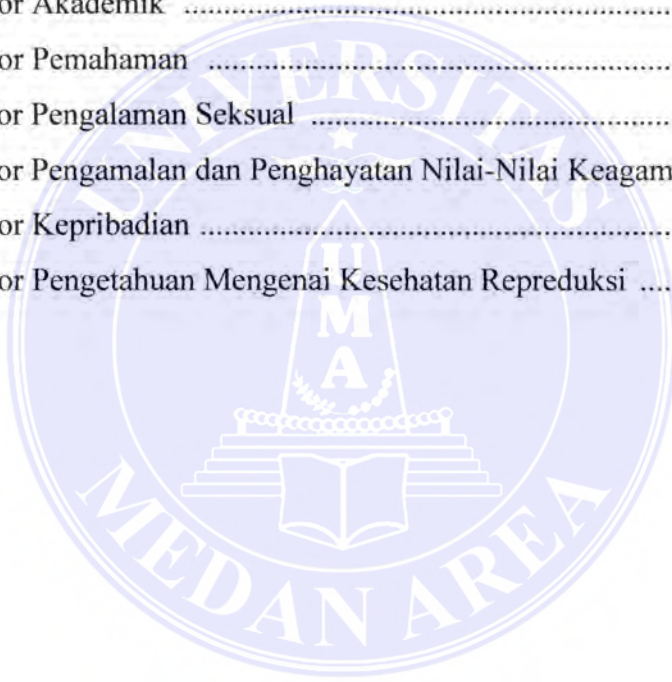 or Akademik ........................................................
or Pemahaman ........................................................
or Pengalaman Seksual ........................................................
or Pengamalan dan Penghayatan Nilai-Nilai Keagam
or Kepribadian ........................................................
or Pengetahuan Mengenai Kesehatan Repreduksi ....
UNIVERSITAS
UMA
MEDAN AREA